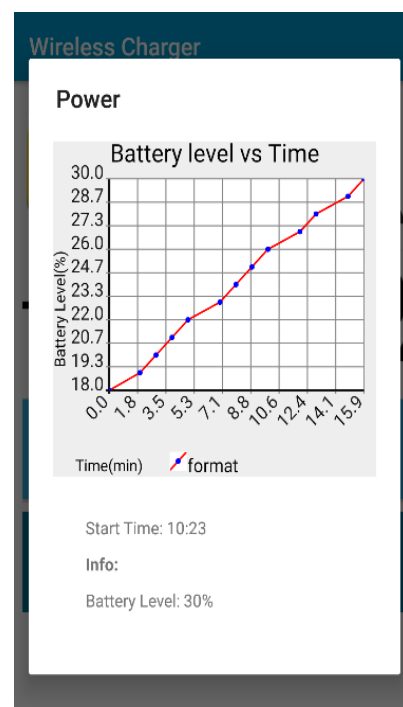 Wireless Charger
Power
Battery level vs Time
30.0
28.7
27.3
26.0
24.7
23.3
22.0
20.7
19.3
18.0
Battery Level(%)
0.0 1.8 3.5 5.3 7.1 8.8 10.6 12.4 14.1 15.9
Time(min) format
Start Time: 10:23
Info:
Battery Level: 30%